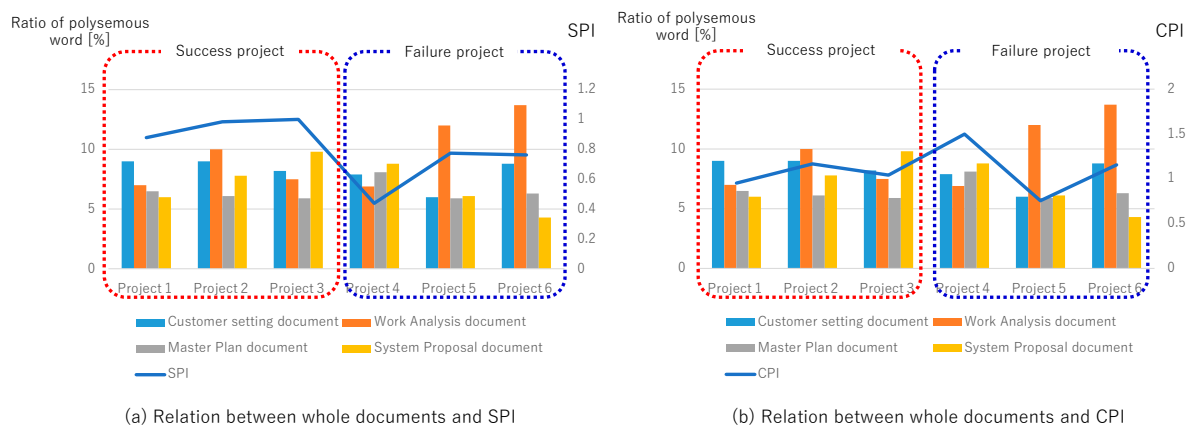 Ratio of polysemous
word [%]
SPI
Success project
Failure project
15
10
5
0
1.2
1
0.8
0.6
0.4
0.2
0
Project 1 Project 2 Project 3 Project 4 Project 5 Project 6
Customer setting document Work Analysis document
Master Plan document System Proposal document
SPI
(a) Relation between whole documents and SPI
Ratio of polysemous
word [%]
CPI
Success project
Failure project
15
10
5
0
2
1.5
1
0.5
0
Project 1 Project 2 Project 3 Project 4 Project 5 Project 6
Customer setting document Work Analysis document
Master Plan document System Proposal document
CPI
(b) Relation between whole documents and CPI